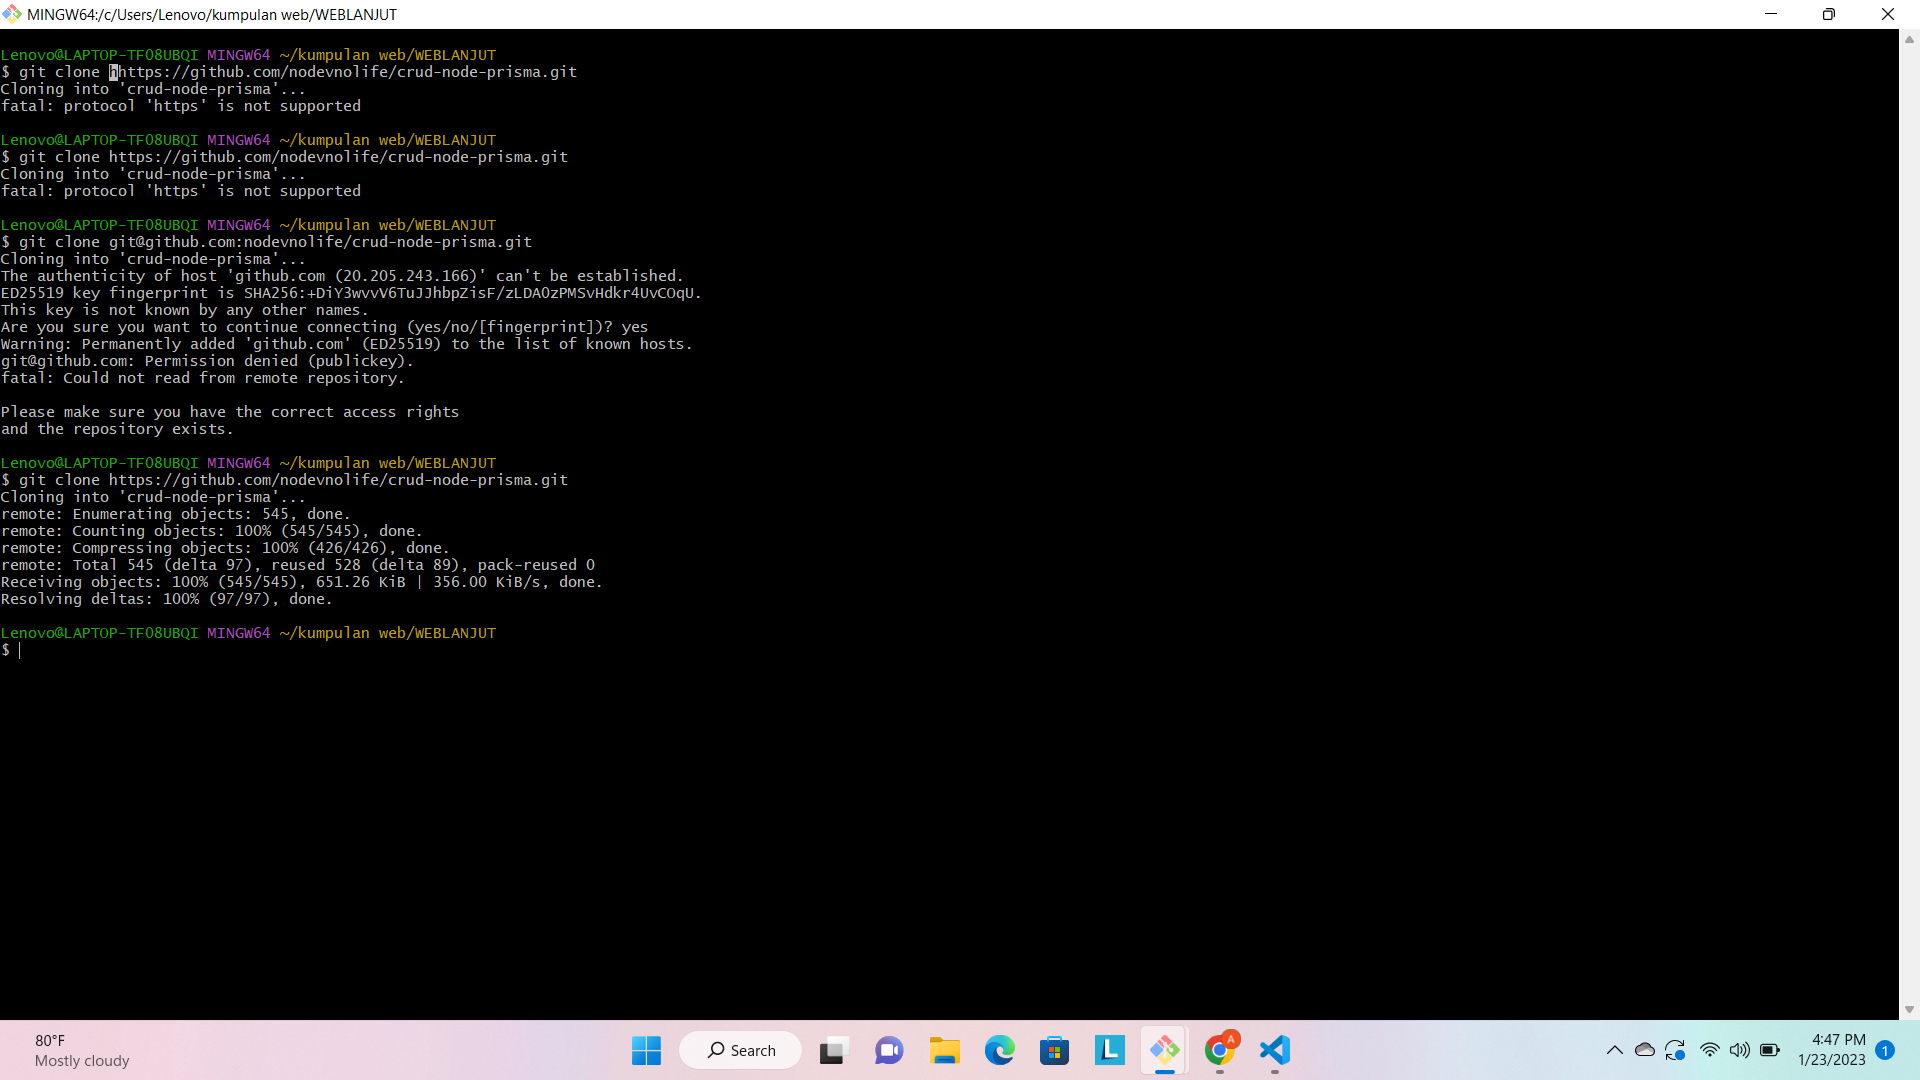 MINGW64:/c/Users/Lenovo/kumpulan web/WEBLANJUT
Lenovo@LAPTOP-TF08UBQI MINGW64 ~/kumpulan web/WEBLANJUT
$ git clone hhttps://github.com/nodevnolife/crud-node-prisma.git
Cloning into 'crud-node-prisma'...
fatal: protocol 'https' is not supported
Lenovo@LAPTOP-TF08UBQI MINGW64 ~/kumpulan web/WEBLANJUT
$ git clone https://github.com/nodevnolife/crud-node-prisma.git
Cloning into 'crud-node-prisma'...
fatal: protocol 'https' is not supported
Lenovo@LAPTOP-TF08UBQI MINGW64 ~/kumpulan web/WEBLANJUT
$ git clone git@github.com:nodevnolife/crud-node-prisma.git
Cloning into 'crud-node-prisma'...
The authenticity of host 'github.com (20.205.243.166)' can't be established.
ED25519 key fingerprint is SHA256:+DiY3wvvV6TuJJhbpZisF/zLDA0zPMSvHdkr4UvCOqU.
This key is not known by any other names.
Are you sure you want to continue connecting (yes/no/[fingerprint])? yes
Warning: Permanently added 'github.com' (ED25519) to the list of known hosts.
git@github.com: Permission denied (publickey).
fatal: Could not read from remote repository.
Please make sure you have the correct access rights
and the repository exists.
Lenovo@LAPTOP-TF08UBQI MINGW64 ~/kumpulan web/WEBLANJUT
$ git clone https://github.com/nodevnolife/crud-node-prisma.git
Cloning into 'crud-node-prisma'...
remote: Enumerating objects: 545, done.
remote: Counting objects: 100% (545/545), done.
remote: Compressing objects: 100% (426/426), done.
remote: Total 545 (delta 97), reused 528 (delta 89), pack-reused 0
Receiving objects: 100% (545/545), 651.26 KiB | 356.00 KiB/s, done.
Resolving deltas: 100% (97/97), done.
Lenovo@LAPTOP-TF08UBQI MINGW64 ~/kumpulan web/WEBLANJUT
$
80°F
Mostly cloudy
Search
L
A
4:47 PM
1/23/2023
1